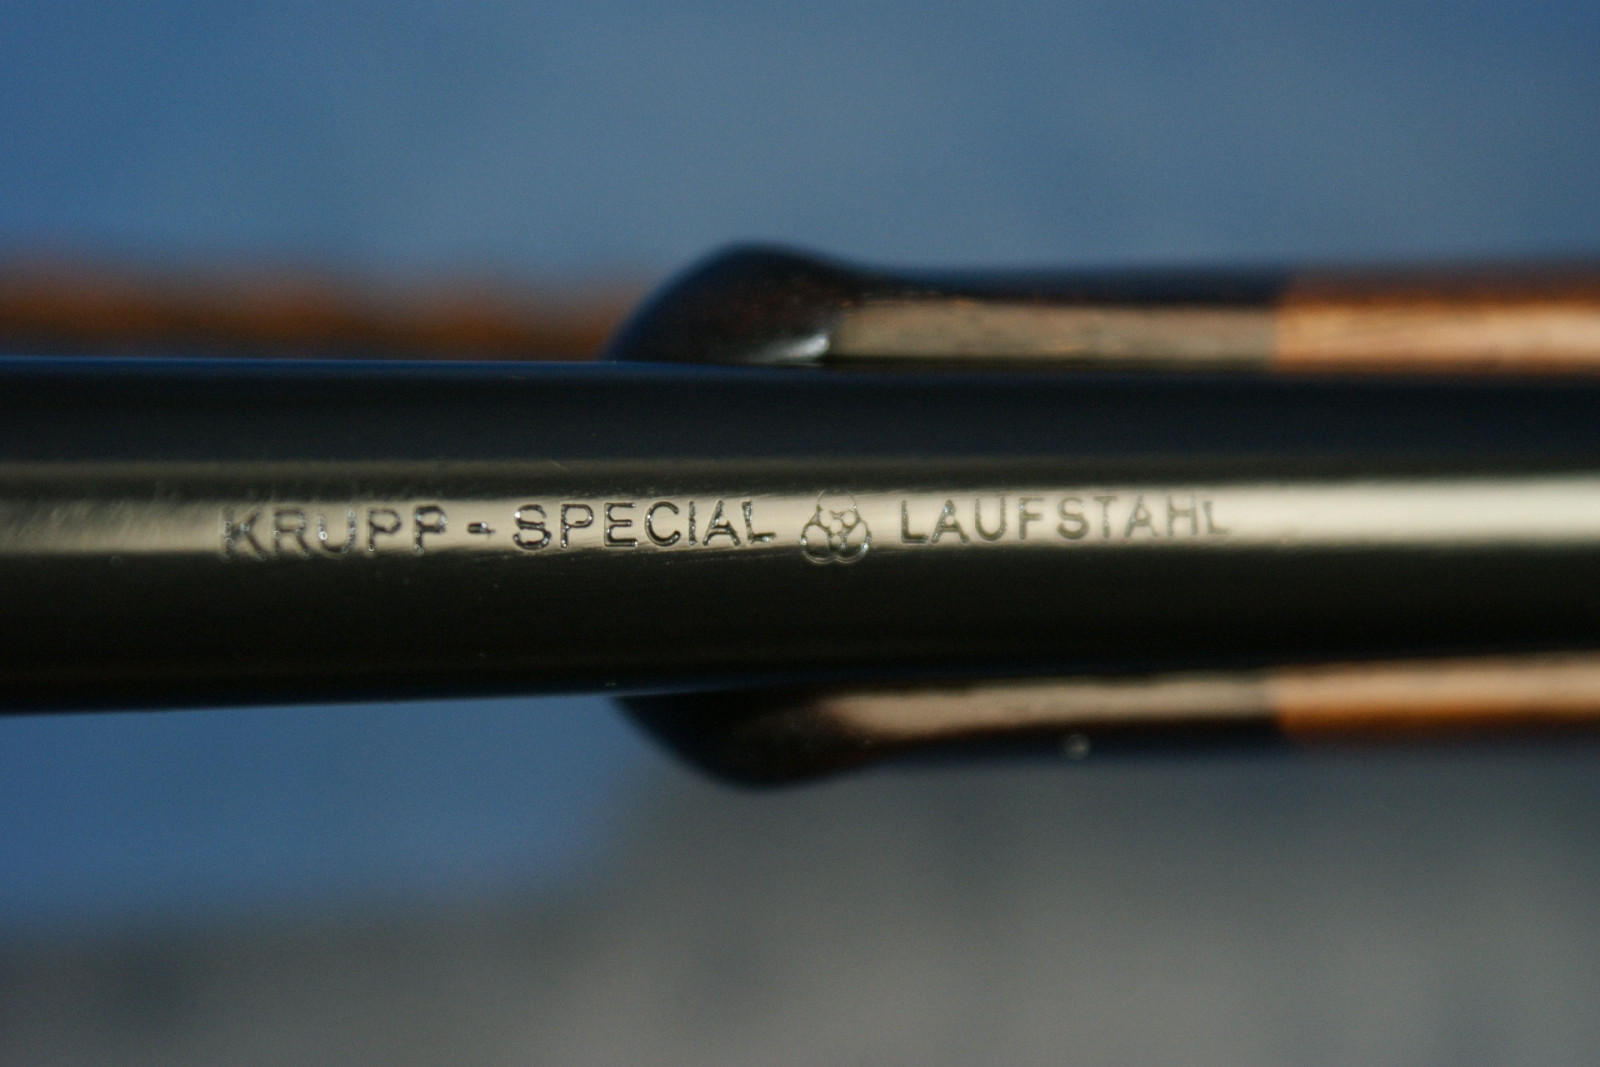 KRUPP - SPECIAL LAUFSTAHL